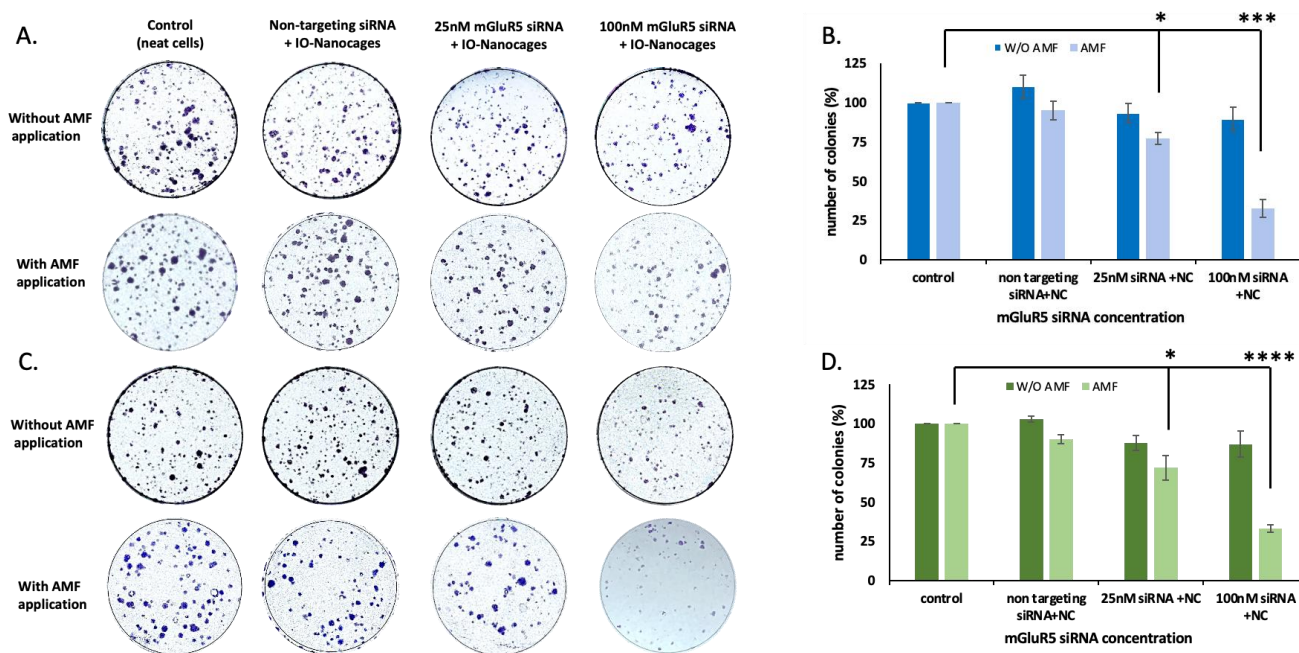 A.
Control
(neat cells)
Non-targeting siRNA
+ IO-Nanocages
25nM mGluR5 siRNA
+ IO-Nanocages
100nM mGluR5 siRNA
+ IO-Nanocages
Without AMF
application
With AMF
application
B.
* ***
W/O AMF AMF
125
100
75
50
25
0
number of colonies (%)
control
non targeting
siRNA+NC
25nM siRNA +NC
100nM siRNA
+NC
mGluR5 siRNA concentration
C.
Without AMF
application
With AMF
application
D.
* ****
W/O AMF AMF
125
100
75
50
25
0
number of colonies (%)
control
non targeting
siRNA+NC
25nM siRNA +NC
100nM siRNA
+NC
mGluR5 siRNA concentration